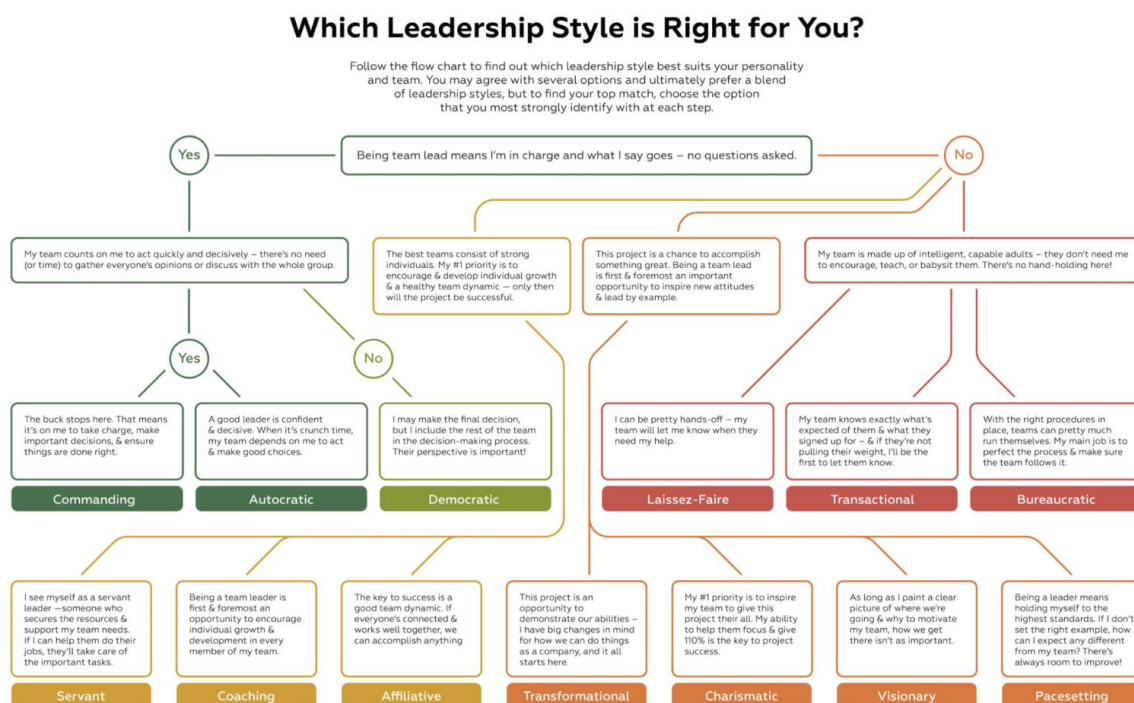 Which Leadership Style is Right for You?
Follow the flow chart to find out which leadership style best suits your personality
and team. You may agree with several options and ultimately prefer a blend
of leadership styles, but to find your top match, choose the option
that you most strongly identify with at each step.
Yes
Being team lead means I'm in charge and what I say goes – no questions asked.
No
My team counts on me to act quickly and decisively – there's no need
(or time) to gather everyone's opinions or discuss with the whole group.
The best teams consist of strong
individuals. My #1 priority is to
encourage & develop individual growth
& a healthy team dynamic — only then
will the project be successful.
This project is a chance to accomplish
something great. Being a team lead
is first & foremost an important
opportunity to inspire new attitudes
& lead by example.
My team is made up of intelligent, capable adults – they don't need me
to encourage, teach, or babysit them. There's no hand-holding here!
Yes
No
The buck stops here. That means
it's on me to take charge, make
important decisions, & ensure
things are done right.
Commanding
A good leader is confident
& decisive. When it's crunch time,
my team depends on me to act
& make good choices.
Autocratic
I may make the final decision,
but I include the rest of the team
in the decision-making process.
Their perspective is important!
Democratic
I can be pretty hands-off – my
team will let me know when they
need my help.
Laissez-Faire
My team knows exactly what's
expected of them & what they
signed up for – & if they're not
pulling their weight, I'll be the
first to let them know.
Transactional
With the right procedures in
place, teams can pretty much
run themselves. My main job is to
perfect the process & make sure
the team follows it.
Bureaucratic
I see myself as a servant
leader —someone who
secures the resources &
support my team needs.
If I can help them do their
jobs, they'll take care of
the important tasks.
Servant
Being a team leader is
first & foremost an
opportunity to encourage
individual growth &
development in every
member of my team.
Coaching
The key to success is a
good team dynamic. If
everyone's connected &
works well together, we
can accomplish anything
Affiliative
This project is an
opportunity to
demonstrate our abilities –
I have big changes in mind
for how we can do things
as a company, and it all
starts here.
Transformational
My #1 priority is to inspire
my team to give this
project their all. My ability
to help them focus & give
110% is the key to project
success.
Charismatic
As long as I paint a clear
picture of where we're
going & why to motivate
my team, how we get
there isn't as important.
Visionary
Being a leader means
holding myself to the
highest standards. If I don't
set the right example, how
can I expect any different
from my team? There's
always room to improve!
Pacesetting